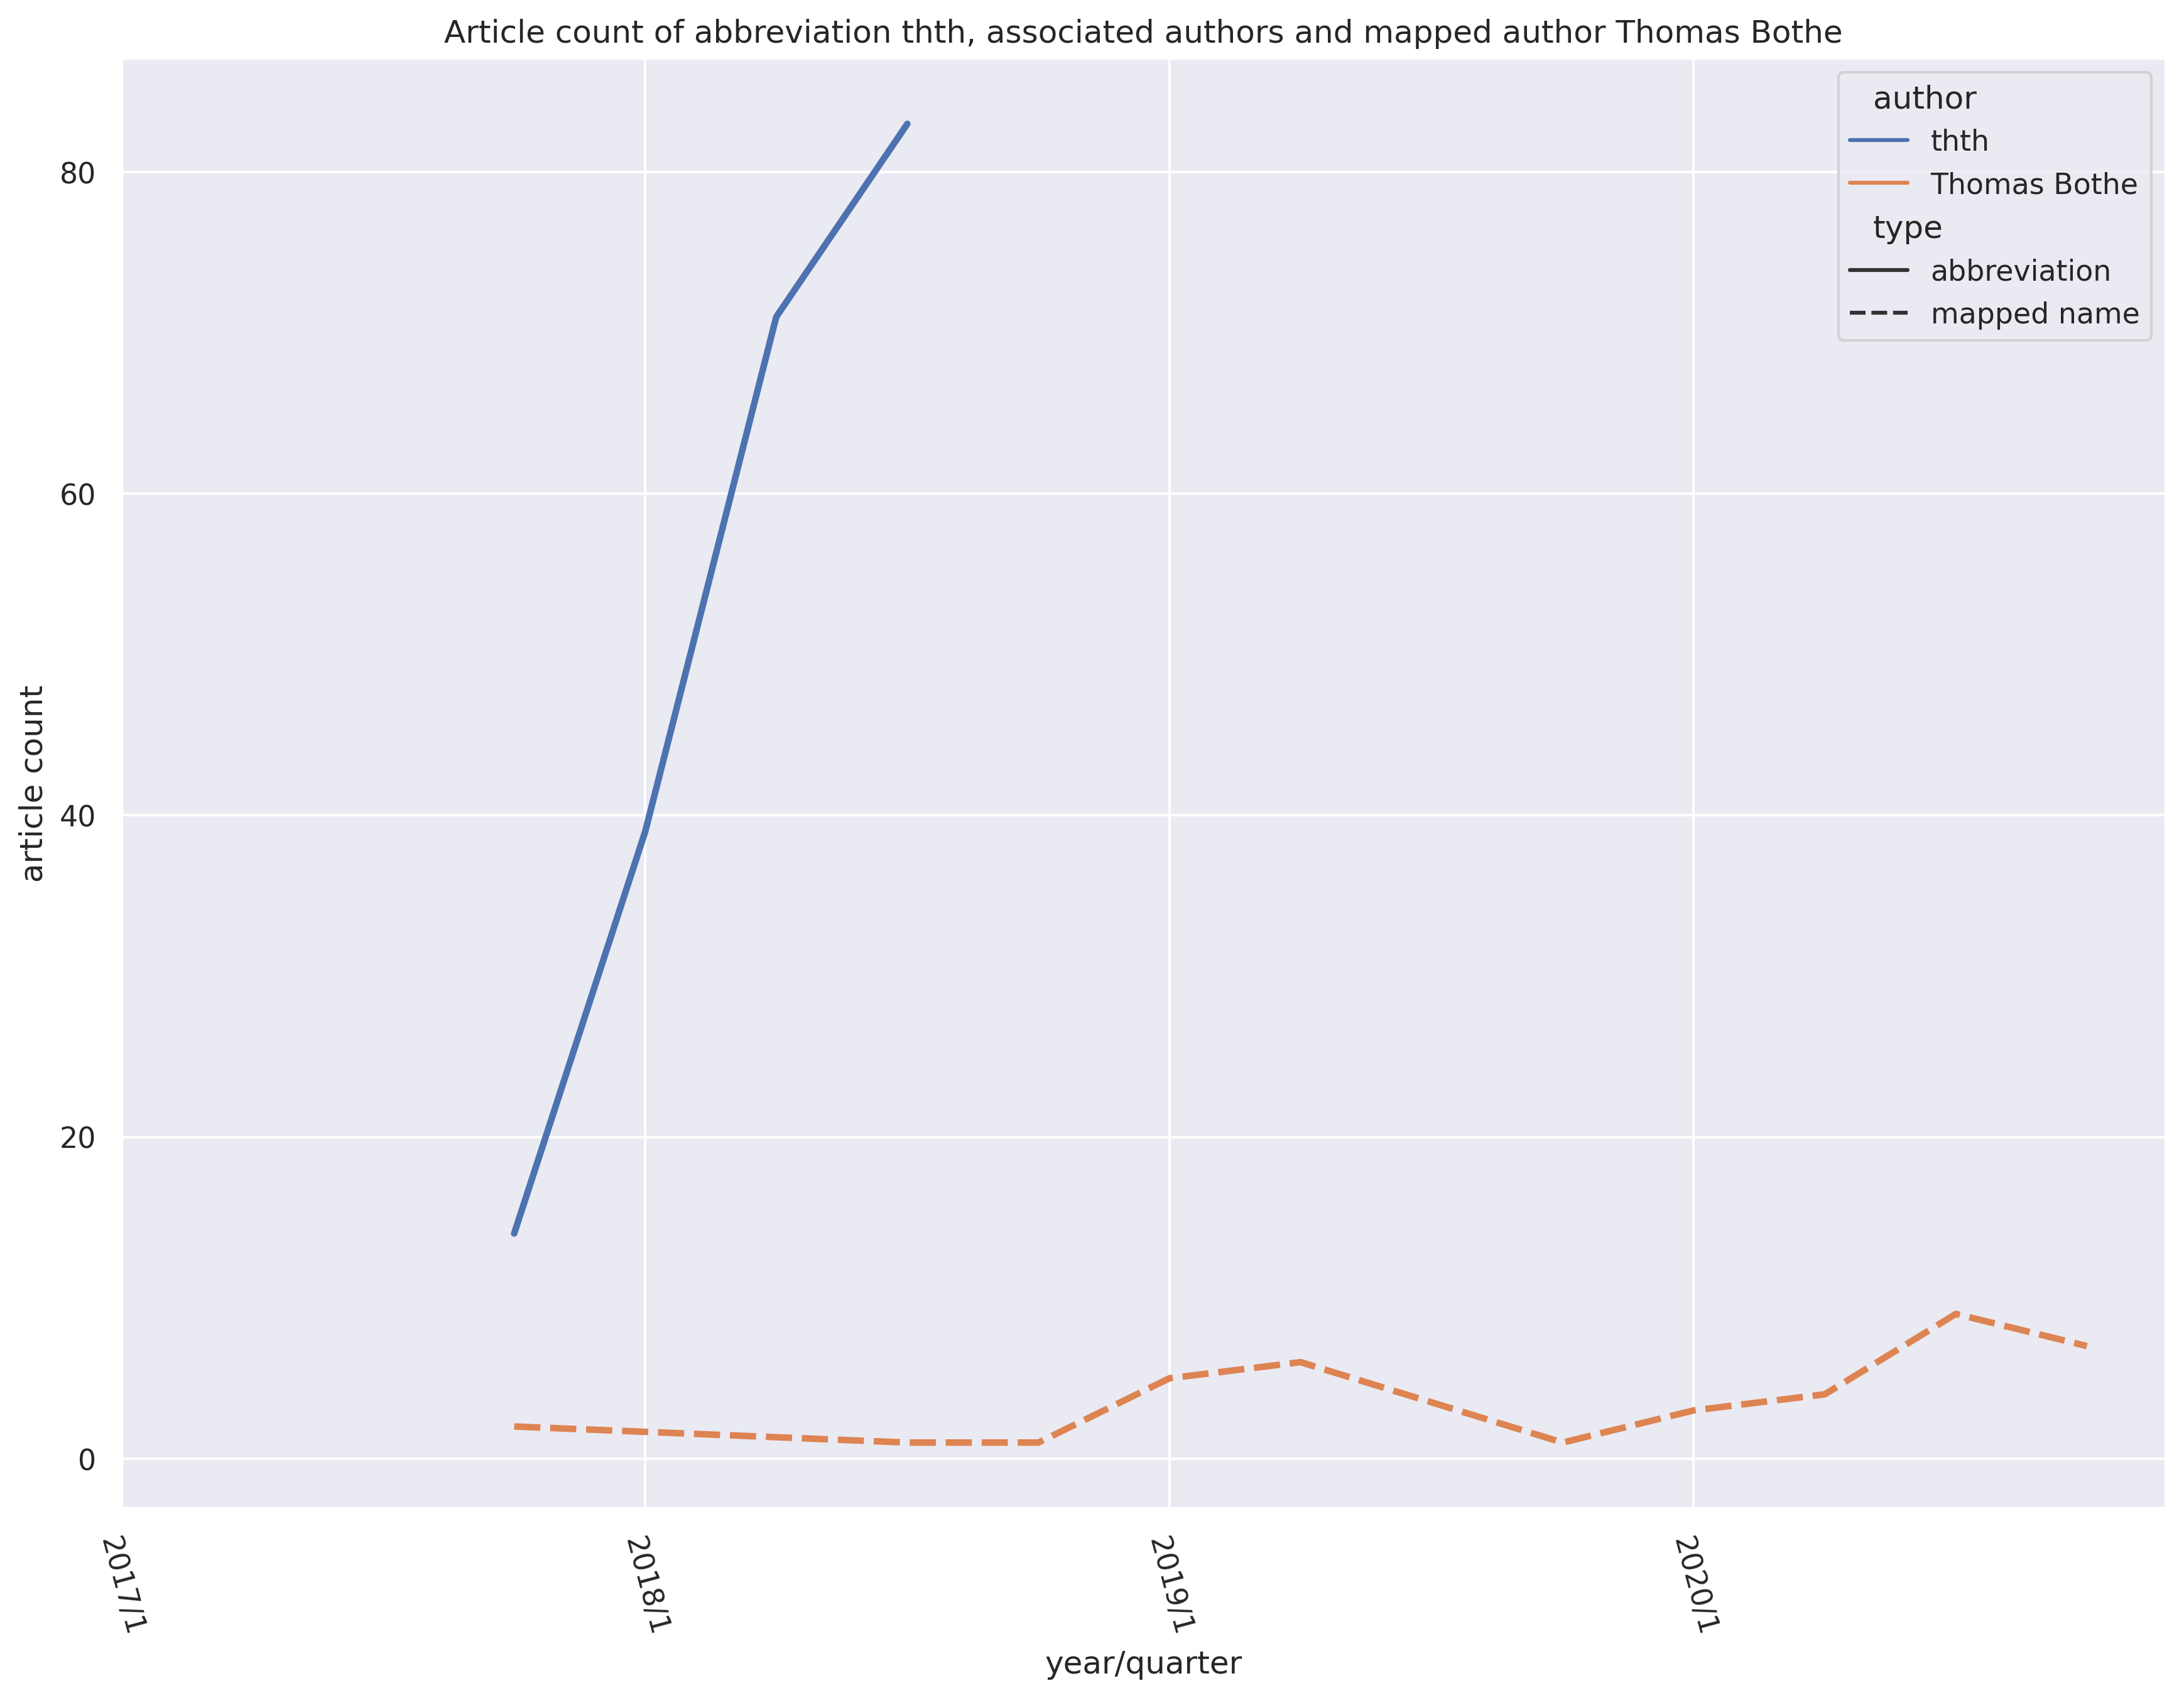 Article count of abbreviation thth, associated authors and mapped author Thomas Bothe
author
thth
Thomas Bothe
type
abbreviation
mapped name
80
60
40
20
0
article count
2017/1
2018/1
2019/1
2020/1
year/quarter